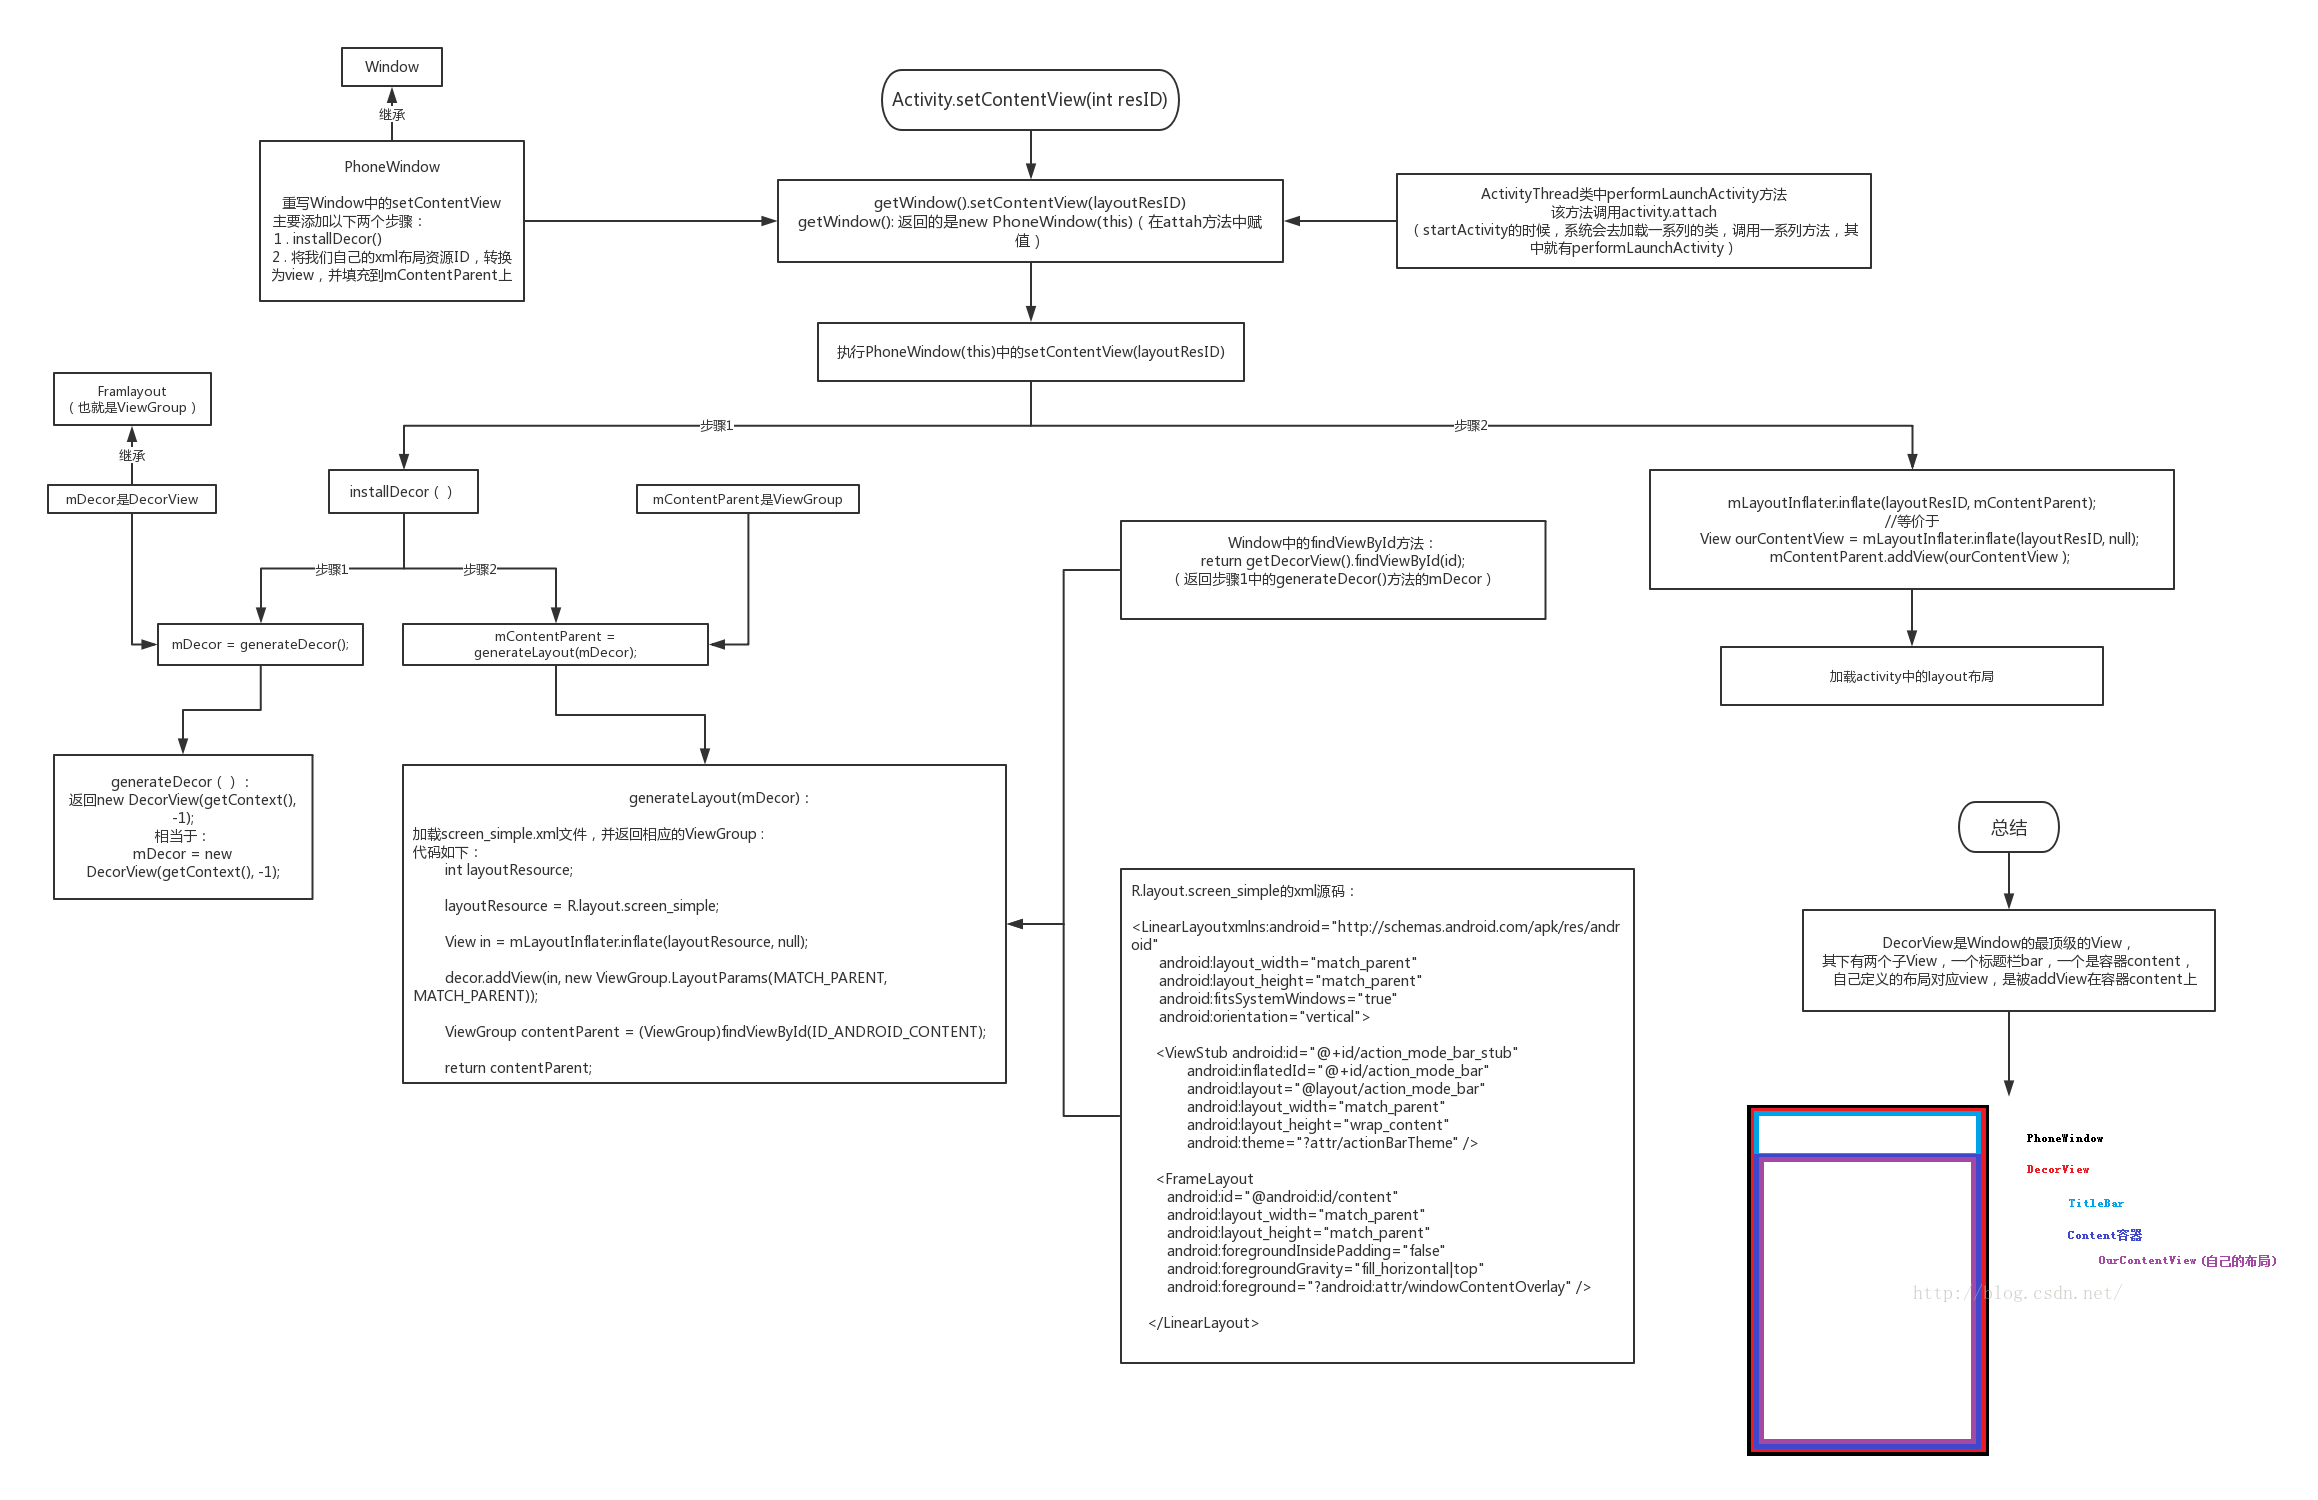 Window
继承
PhoneWindow
重写Window中的setContentView
主要添加以下两个步骤：
1 . installDecor()
2 . 将我们自己的xml布局资源ID，转换
为view，并填充到mContentParent上
Activity.setContentView(int resID)
getWindow().setContentView(layoutResID)
getWindow(): 返回的是new PhoneWindow(this)（在attah方法中赋
值）
ActivityThread类中performLaunchActivity方法
该方法调用activity.attach
（startActivity的时候，系统会去加载一系列的类，调用一系列方法，其
中就有performLaunchActivity）
执行PhoneWindow(this)中的setContentView(layoutResID)
步骤1
步骤2
Framlayout
（也就是ViewGroup）
继承
mDecor是DecorView
installDecor（ ）
mContentParent是ViewGroup
步骤1
步骤2
mDecor = generateDecor();
mContentParent =
generateLayout(mDecor);
generateDecor（ ）：
返回new DecorView(getContext(),
-1);
相当于：
mDecor = new
DecorView(getContext(), -1);
generateLayout(mDecor)：
加载screen_simple.xml文件，并返回相应的ViewGroup :
代码如下：
int layoutResource;
layoutResource = R.layout.screen_simple;
View in = mLayoutInflater.inflate(layoutResource, null);
decor.addView(in, new ViewGroup.LayoutParams(MATCH_PARENT,
MATCH_PARENT));
ViewGroup contentParent = (ViewGroup)findViewById(ID_ANDROID_CONTENT);
return contentParent;
Window中的findViewById方法：
return getDecorView().findViewById(id);
（返回步骤1中的generateDecor()方法的mDecor）
R.layout.screen_simple的xml源码：
<LinearLayoutxmlns:android="http://schemas.android.com/apk/res/andr
oid"
android:layout_width="match_parent"
android:layout_height="match_parent"
android:fitsSystemWindows="true"
android:orientation="vertical">
<ViewStub android:id="@+id/action_mode_bar_stub"
android:inflatedId="@+id/action_mode_bar"
android:layout="@layout/action_mode_bar"
android:layout_width="match_parent"
android:layout_height="wrap_content"
android:theme="?attr/actionBarTheme" />
<FrameLayout
android:id="@android:id/content"
android:layout_width="match_parent"
android:layout_height="match_parent"
android:foregroundInsidePadding="false"
android:foregroundGravity="fill_horizontal|top"
android:foreground="?android:attr/windowContentOverlay" />
</LinearLayout>
mLayoutInflater.inflate(layoutResID, mContentParent);
//等价于
View ourContentView = mLayoutInflater.inflate(layoutResID, null);
mContentParent.addView(ourContentView );
加载activity中的layout布局
总结
DecorView是Window的最顶级的View，
其下有两个子View，一个标题栏bar，一个是容器content，
自己定义的布局对应view，是被addView在容器content上
PhoneWindow
DecorView
TitleBar
Content容器
OurContentView (自己的布局)
http://blog.csdn.net/